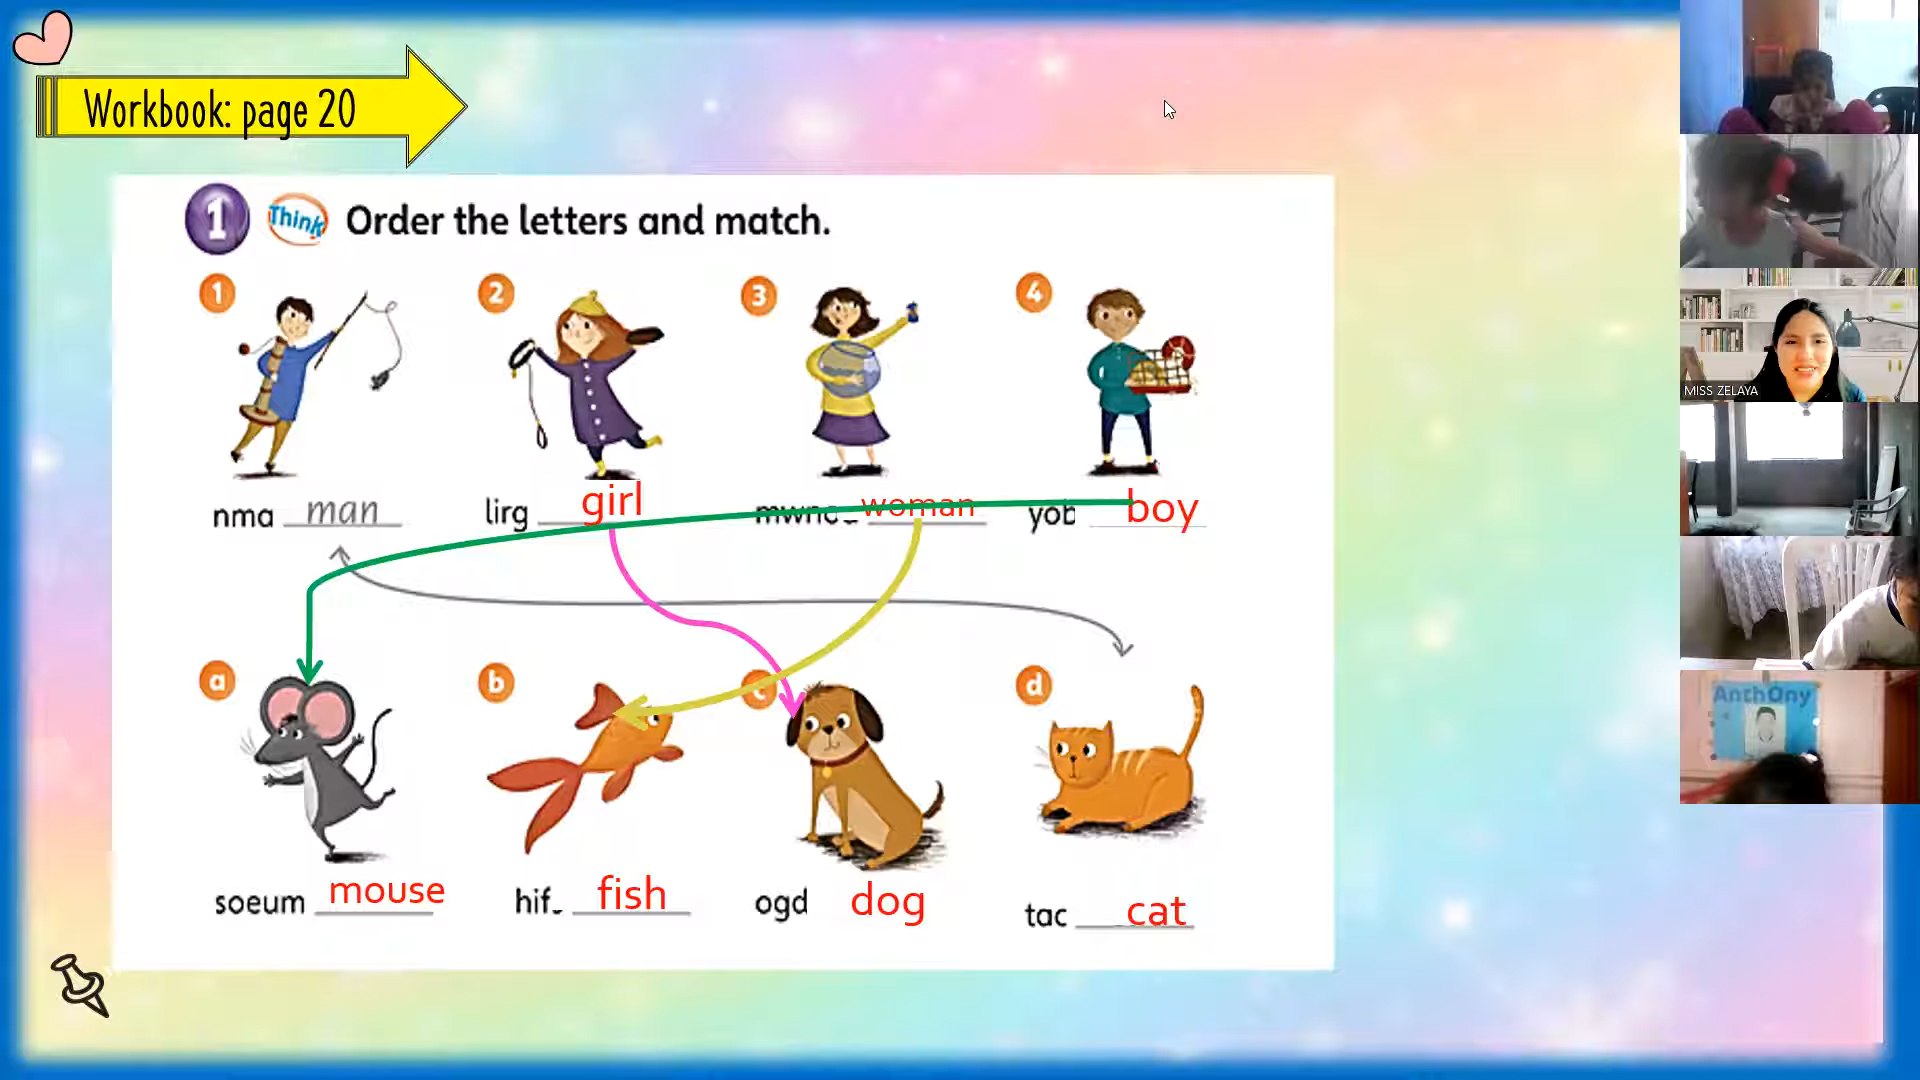 Workbook: page 20
1 Think Order the letters and match.
1 2 3 4
nma man lirg girl woman yob boy
a b c d
soeum mouse hif fish ogd dog tac cat
MISS ZELAYA
AnthOny